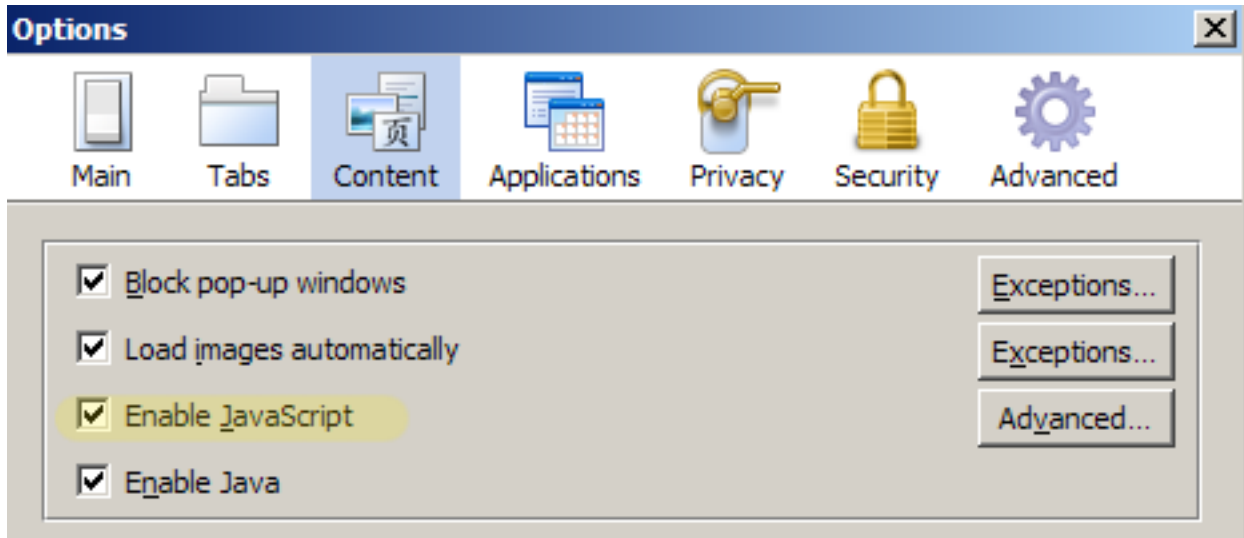 Options
页
Main Tabs Content Applications Privacy Security Advanced
Block pop-up windows Exceptions...
Load images automatically Exceptions...
Enable JavaScript Advanced...
Enable Java